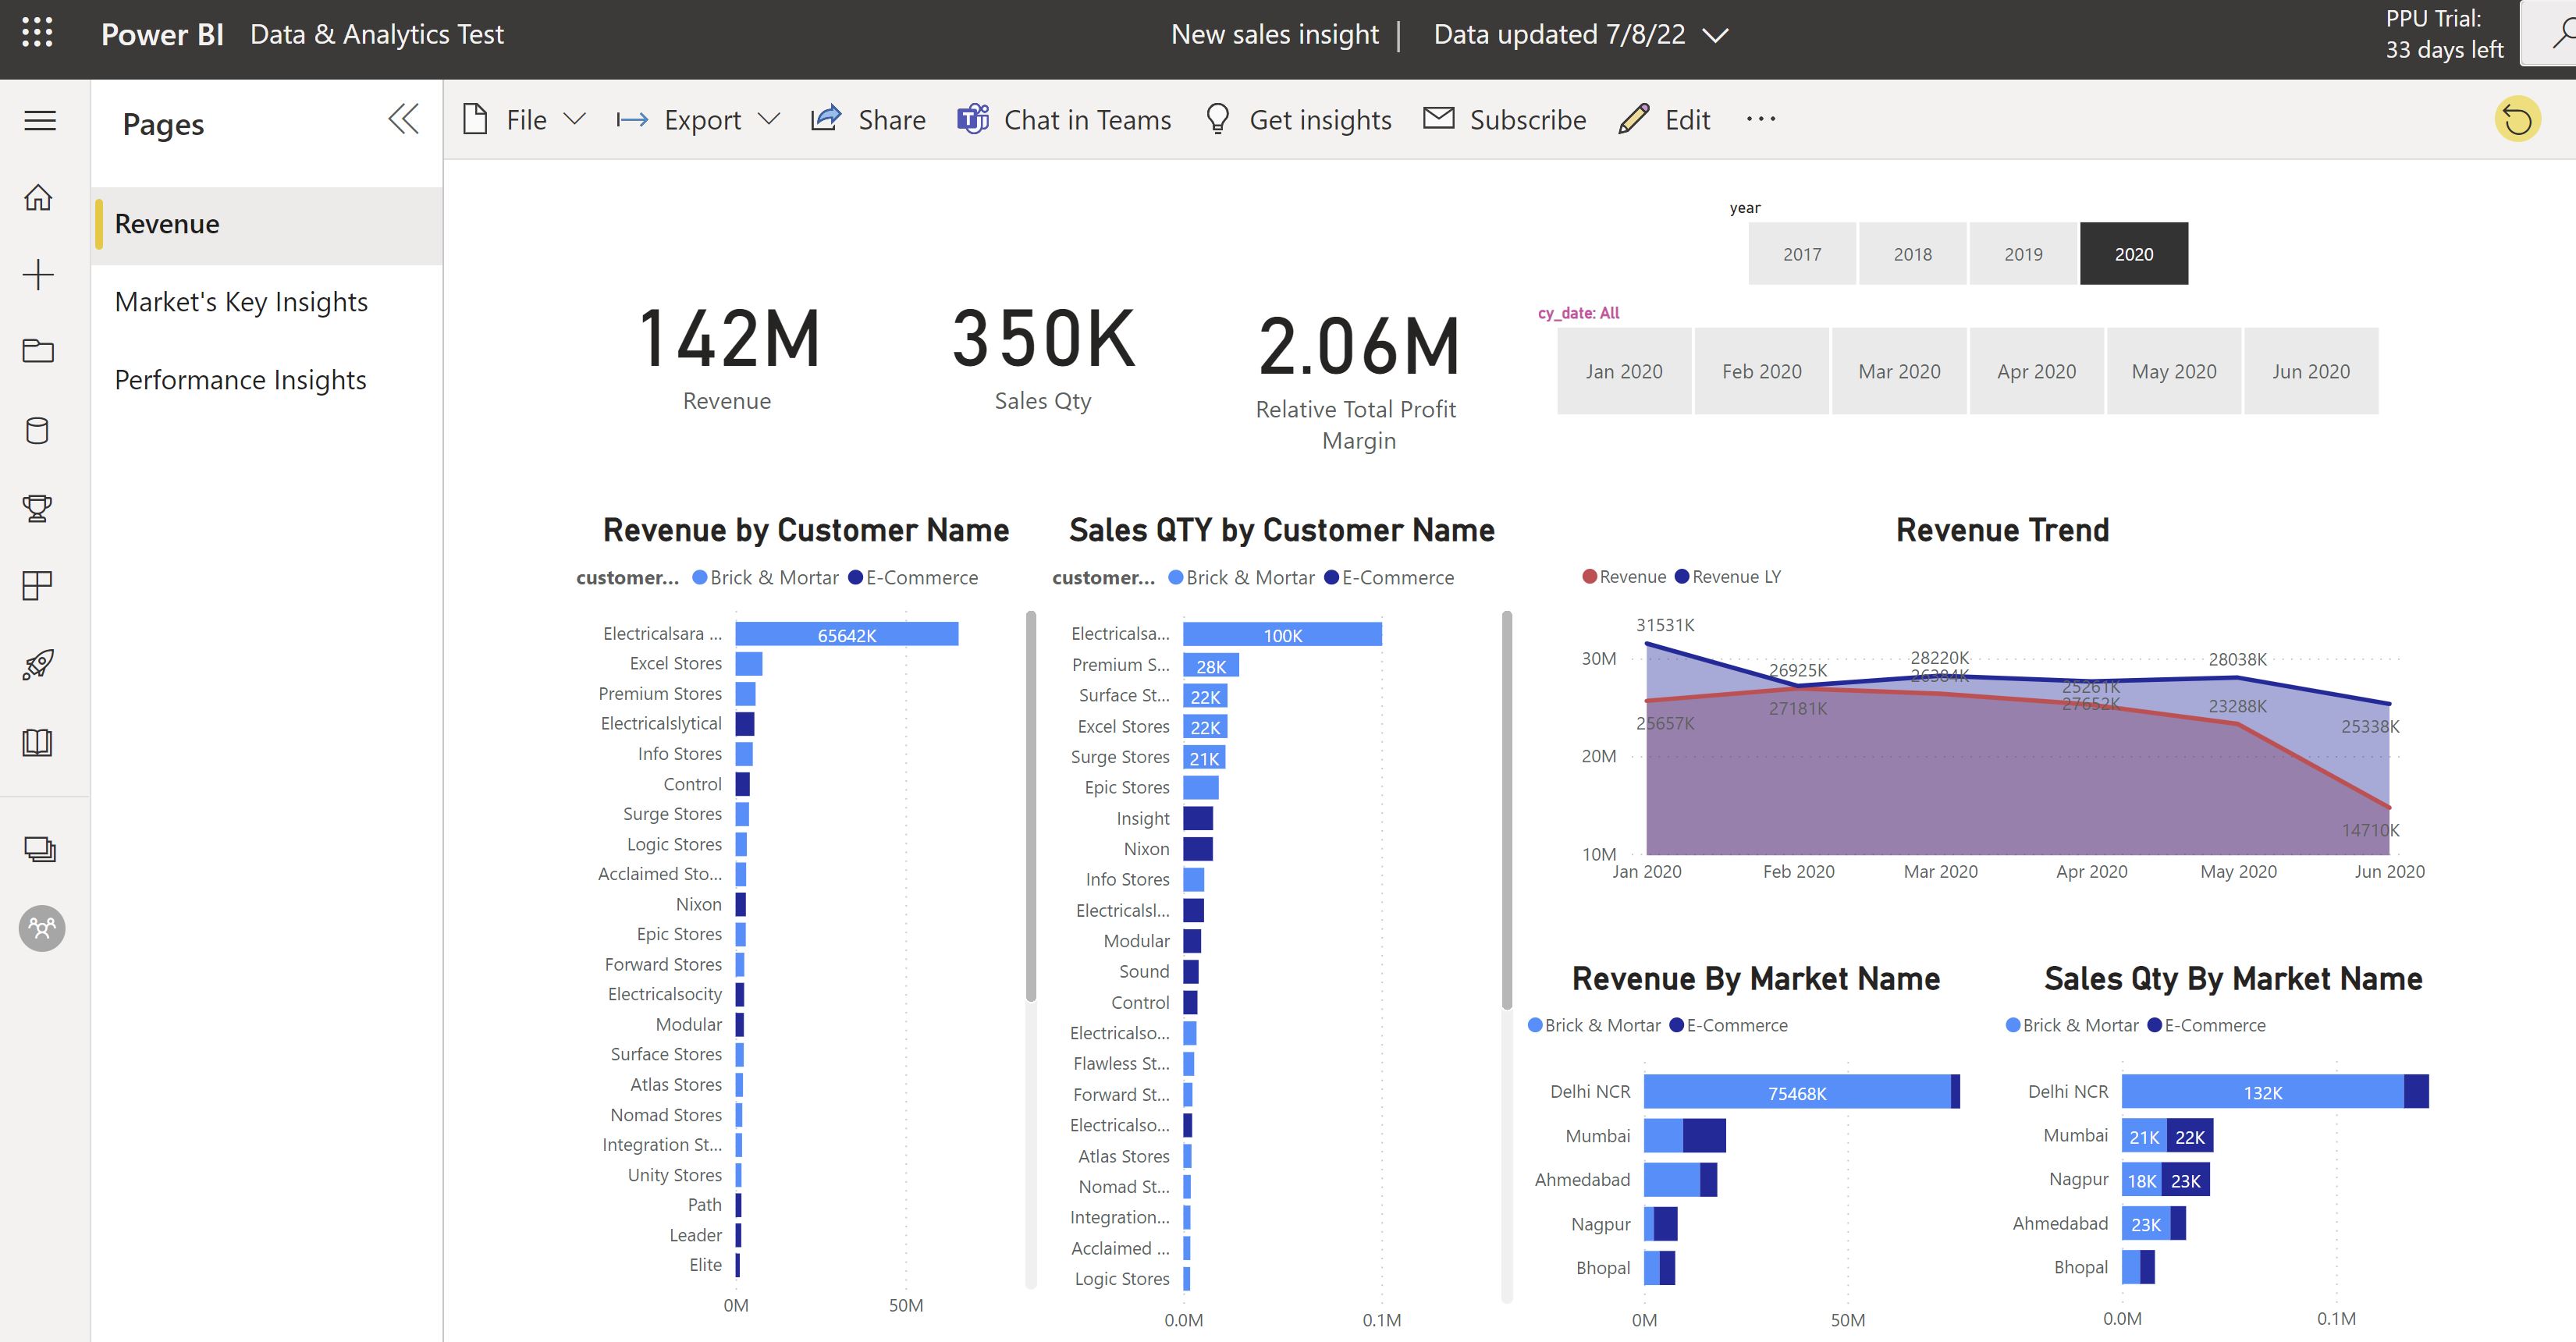 Power BI Data & Analytics Test
New sales insight | Data updated 7/8/22
PPU Trial:
33 days left
Pages
File
Export
Share
Chat in Teams
Get insights
Subscribe
Edit
Revenue
Market's Key Insights
Performance Insights
142M
Revenue
350K
Sales Qty
2.06M
Relative Total Profit
Margin
year
2017 2018 2019 2020
cy_date: All
Jan 2020 Feb 2020 Mar 2020 Apr 2020 May 2020 Jun 2020
Revenue by Customer Name
customer... Brick & Mortar E-Commerce
Electricalsara ... 65642K
Excel Stores
Premium Stores
Electricalslytical
Info Stores
Control
Surge Stores
Logic Stores
Acclaimed Sto...
Nixon
Epic Stores
Forward Stores
Electricalsocity
Modular
Surface Stores
Atlas Stores
Nomad Stores
Integration St...
Unity Stores
Path
Leader
Elite
0M 50M
Sales QTY by Customer Name
customer... Brick & Mortar E-Commerce
Electricalsa... 100K
Premium S... 28K
Surface St... 22K
Excel Stores 22K
Surge Stores 21K
Epic Stores
Insight
Nixon
Info Stores
Electricalsl...
Modular
Sound
Control
Electricalso...
Flawless St...
Forward St...
Electricalso...
Atlas Stores
Nomad St...
Integration...
Acclaimed ...
Logic Stores
0.0M 0.1M
Revenue Trend
Revenue Revenue LY
31531K
30M
26925K
28220K
28038K
25261K
27652K
25657K
27181K
23288K
25338K
20M
14710K
10M
Jan 2020 Feb 2020 Mar 2020 Apr 2020 May 2020 Jun 2020
Revenue By Market Name
Brick & Mortar E-Commerce
Delhi NCR 75468K
Mumbai
Ahmedabad
Nagpur
Bhopal
0M 50M
Sales Qty By Market Name
Brick & Mortar E-Commerce
Delhi NCR 132K
Mumbai 21K 22K
Nagpur 18K 23K
Ahmedabad 23K
Bhopal
0.0M 0.1M